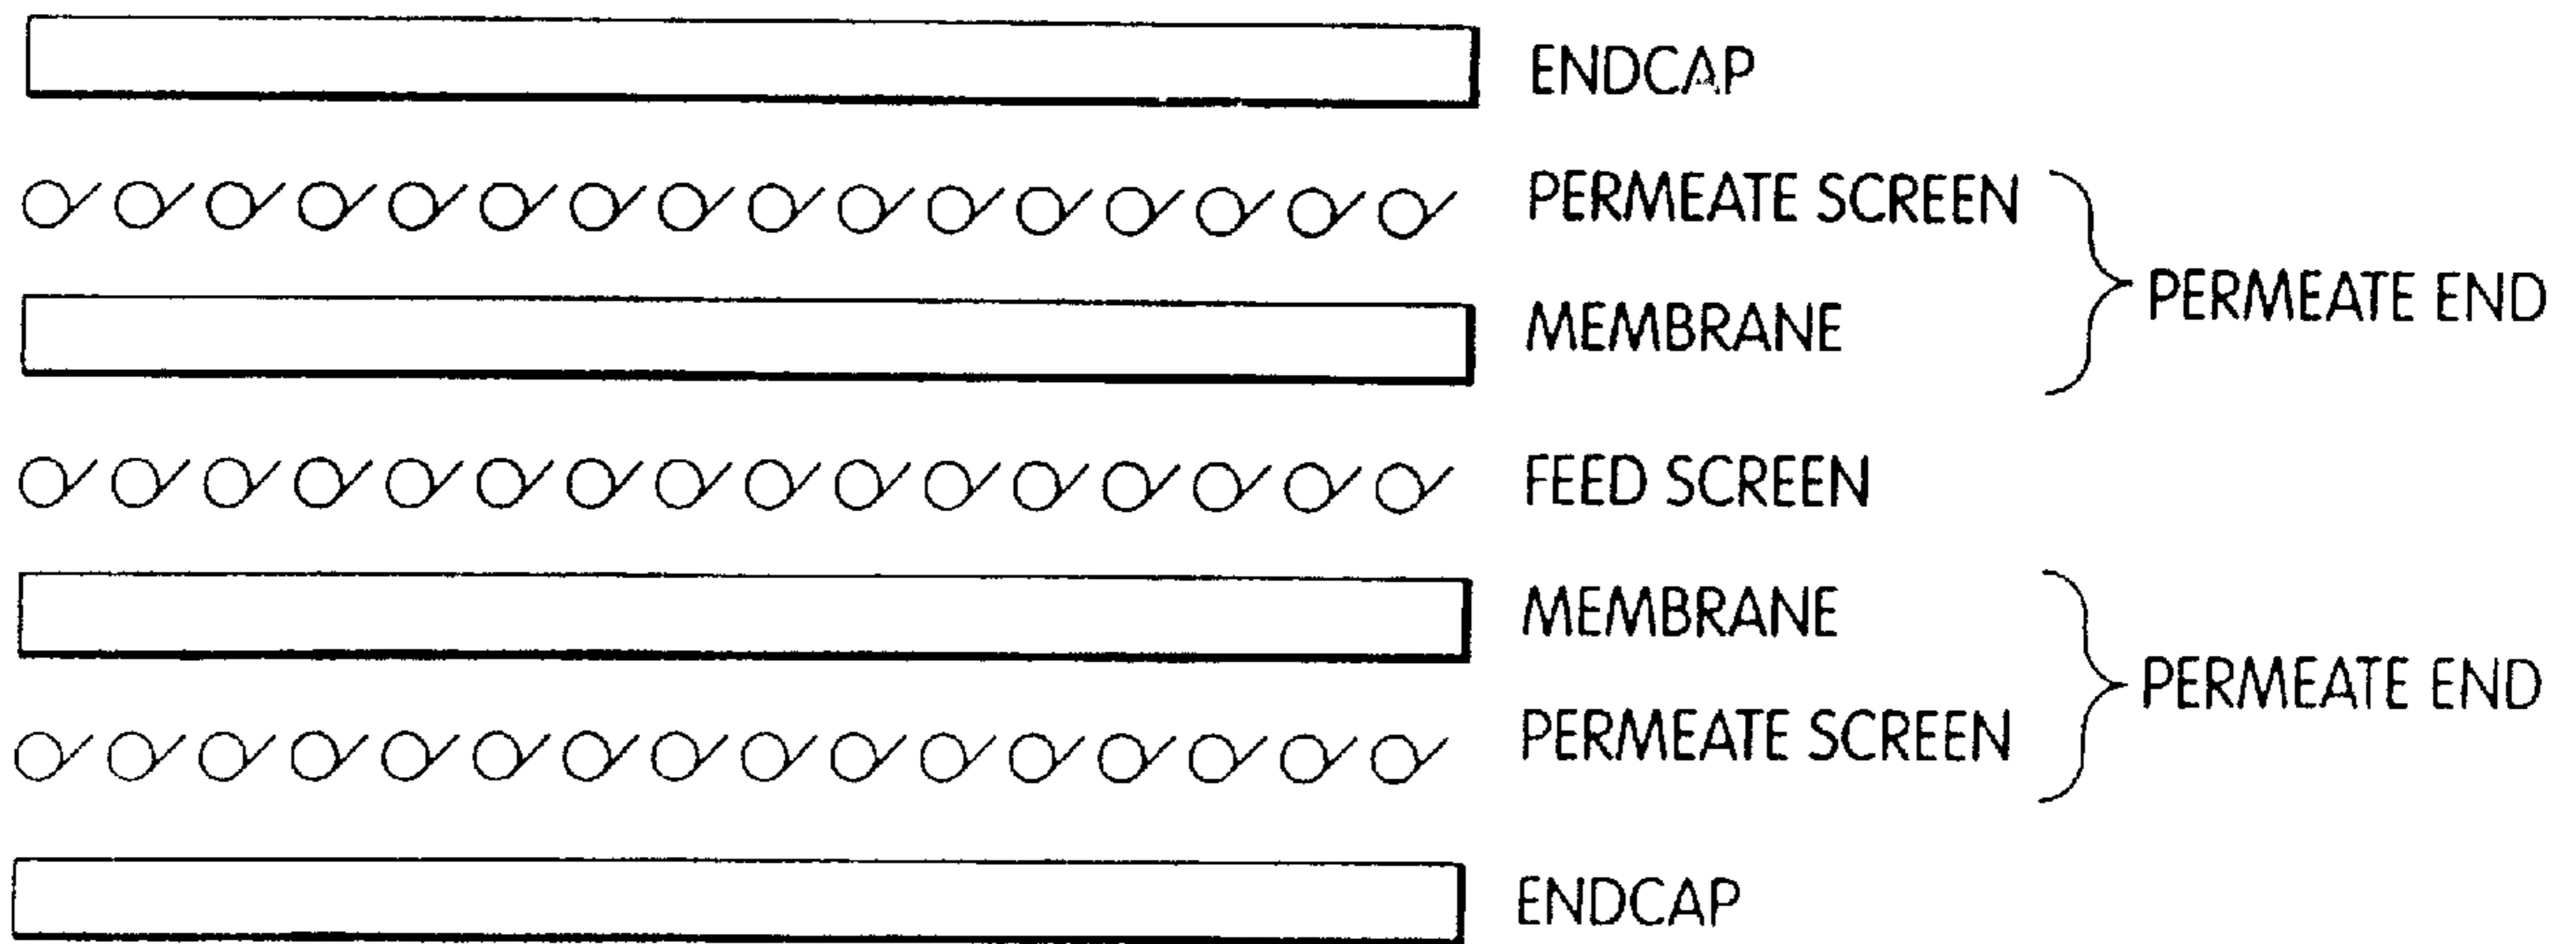 ENDCAP
PERMEATE SCREEN
MEMBRANE
PERMEATE END
FEED SCREEN
MEMBRANE
PERMEATE SCREEN
PERMEATE END
ENDCAP